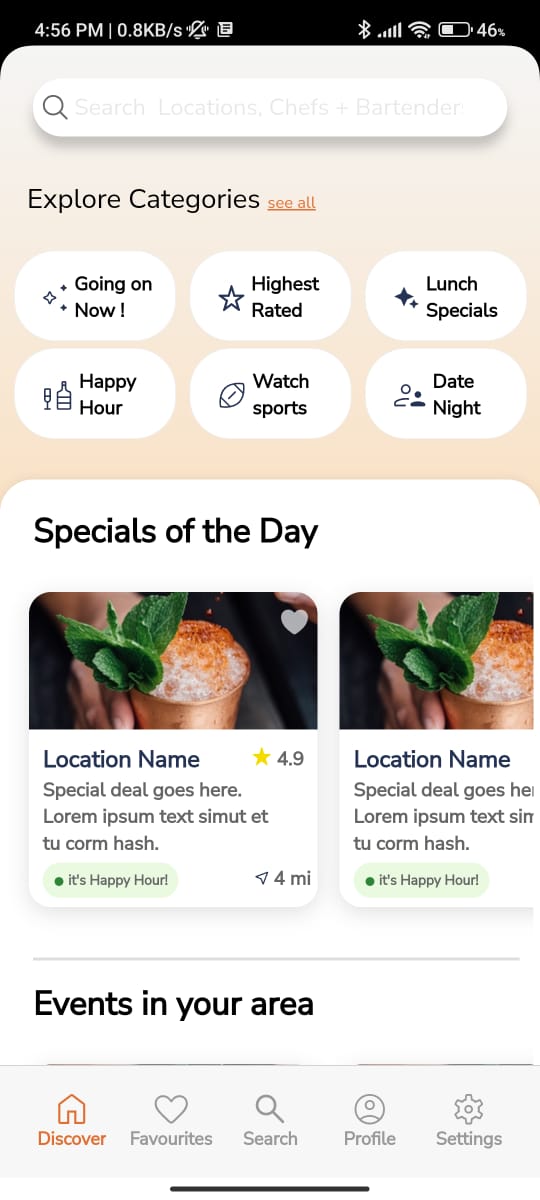 4:56 PM | 0.8KB/s 46%
Search Locations, Chefs + Bartenders
Explore Categories see all
Going on
Now !
Highest
Rated
Lunch
Specials
Happy
Hour
Watch
sports
Date
Night
Specials of the Day
Location Name 4.9
Special deal goes here.
Lorem ipsum text simut et
tu corm hash.
it's Happy Hour! 4 mi
Location Name
Special deal goes her
Lorem ipsum text sim
tu corm hash.
it's Happy Hour!
Events in your area
Discover Favourites Search Profile Settings